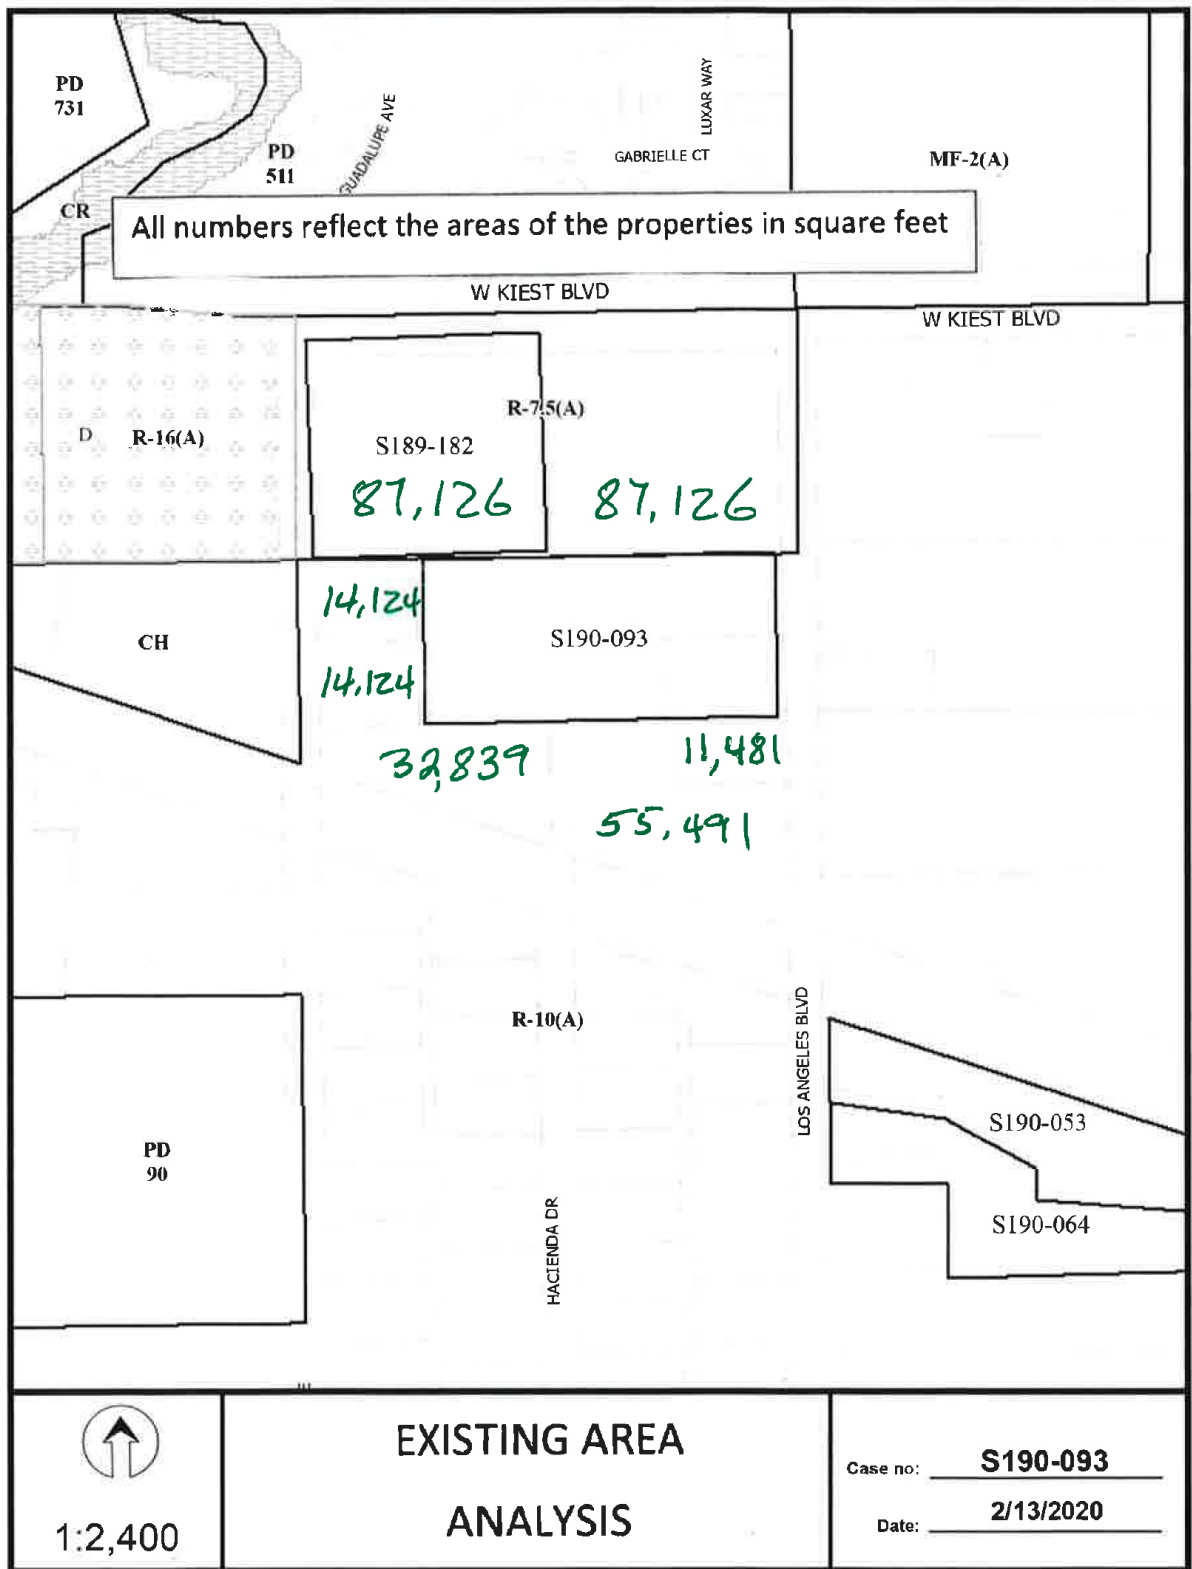 PD
731
PD
511
GUADALUPE AVE
LUXAR WAY
GABRIELLE CT
MF-2(A)
CR
All numbers reflect the areas of the properties in square feet
W KIEST BLVD
W KIEST BLVD
R-7.5(A)
D
R-16(A)
S189-182
87,126
87,126
14,124
CH
S190-093
14,124
32,839
11,481
55,491
R-10(A)
LOS ANGELES BLVD
S190-053
PD
90
HACIENDA DR
S190-064
EXISTING AREA
ANALYSIS
1:2,400
Case no: S190-093
Date: 2/13/2020